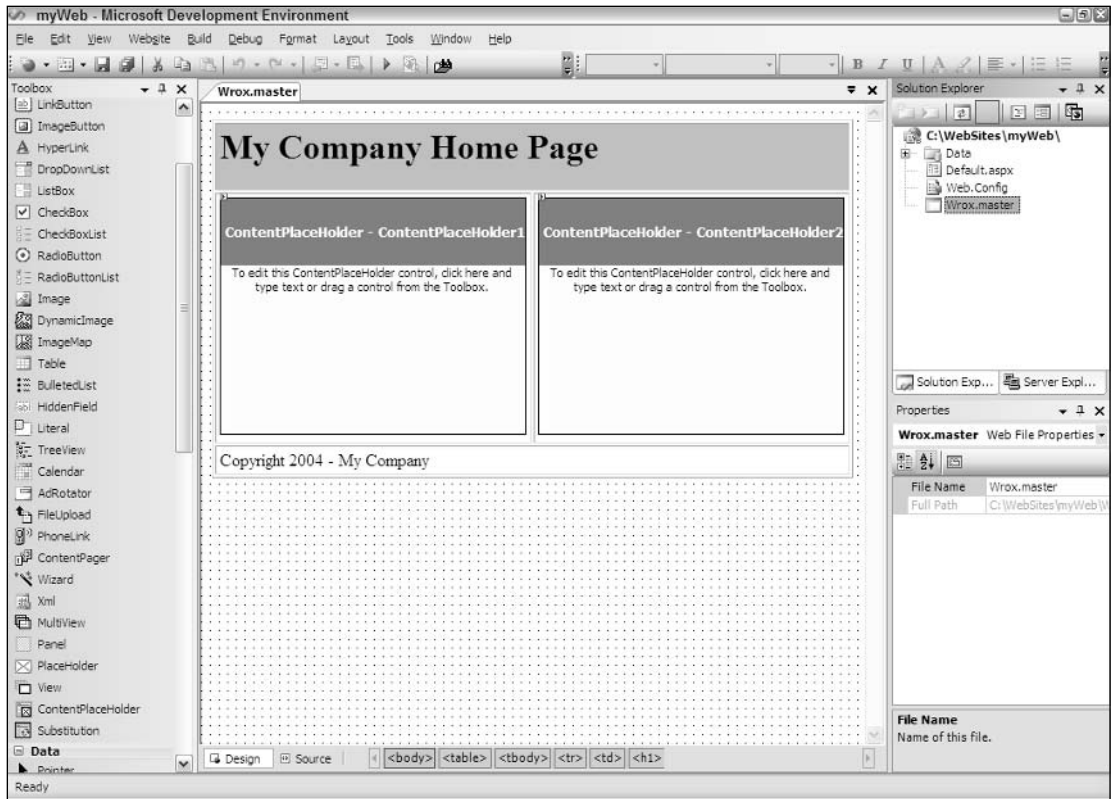 myWeb - Microsoft Development Environment
File Edit View Website Build Debug Format Layout Tools Window Help
B I U A
Toolbox
LinkButton
ImageButton
HyperLink
DropDownList
ListBox
CheckBox
CheckBoxList
RadioButton
RadioButtonList
Image
DynamicImage
ImageMap
Table
BulletedList
HiddenField
Literal
TreeView
Calendar
AdRotator
FileUpload
PhoneLink
ContentPager
Wizard
Xml
MultiView
Panel
PlaceHolder
View
ContentPlaceHolder
Substitution
Data
Pointer
Wrox.master
My Company Home Page
ContentPlaceHolder - ContentPlaceHolder1
To edit this ContentPlaceHolder control, click here and
type text or drag a control from the Toolbox.
ContentPlaceHolder - ContentPlaceHolder2
To edit this ContentPlaceHolder control, click here and
type text or drag a control from the Toolbox.
Copyright 2004 - My Company
Design Source <body> <table> <tbody> <tr> <td> <h1>
Solution Explorer
C:\WebSites\myWeb\
Data
Default.aspx
Web.Config
Wrox.master
Solution Exp... Server Expl...
Properties
Wrox.master Web File Properties
File Name Wrox.master
Full Path C:\WebSites\myWeb\W
File Name
Name of this file.
Ready